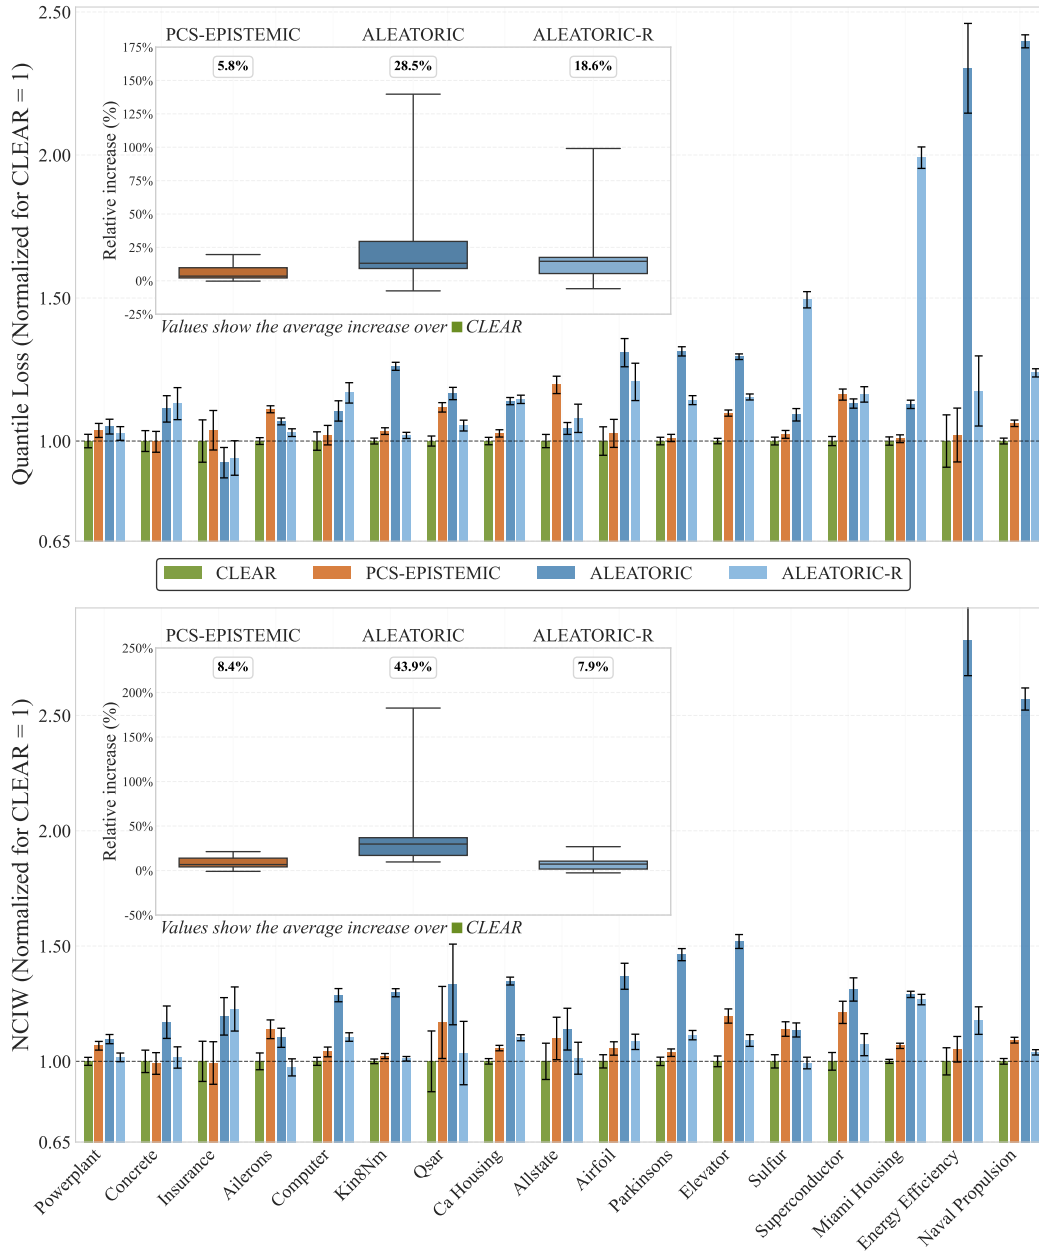 Quantile Loss (Normalized for CLEAR = 1)
2.50
2.00
1.50
1.00
0.65
PCS-EPISTEMIC ALEATORIC ALEATORIC-R
5.8% 28.5% 18.6%
Relative increase (%)
175%
150%
125%
100%
75%
50%
25%
0%
-25%
Values show the average increase over CLEAR
CLEAR PCS-EPISTEMIC ALEATORIC ALEATORIC-R
NCIW (Normalized for CLEAR = 1)
2.50
2.00
1.50
1.00
0.65
PCS-EPISTEMIC ALEATORIC ALEATORIC-R
8.4% 43.9% 7.9%
Relative increase (%)
250%
200%
150%
100%
50%
0%
-50%
Values show the average increase over CLEAR
Powerplant
Concrete
Insurance
Ailerons
Computer
Kin8Nm
Qsar
Ca Housing
Allstate
Airfoil
Parkinsons
Elevator
Sulfur
Superconductor
Miami Housing
Energy Efficiency
Naval Propulsion